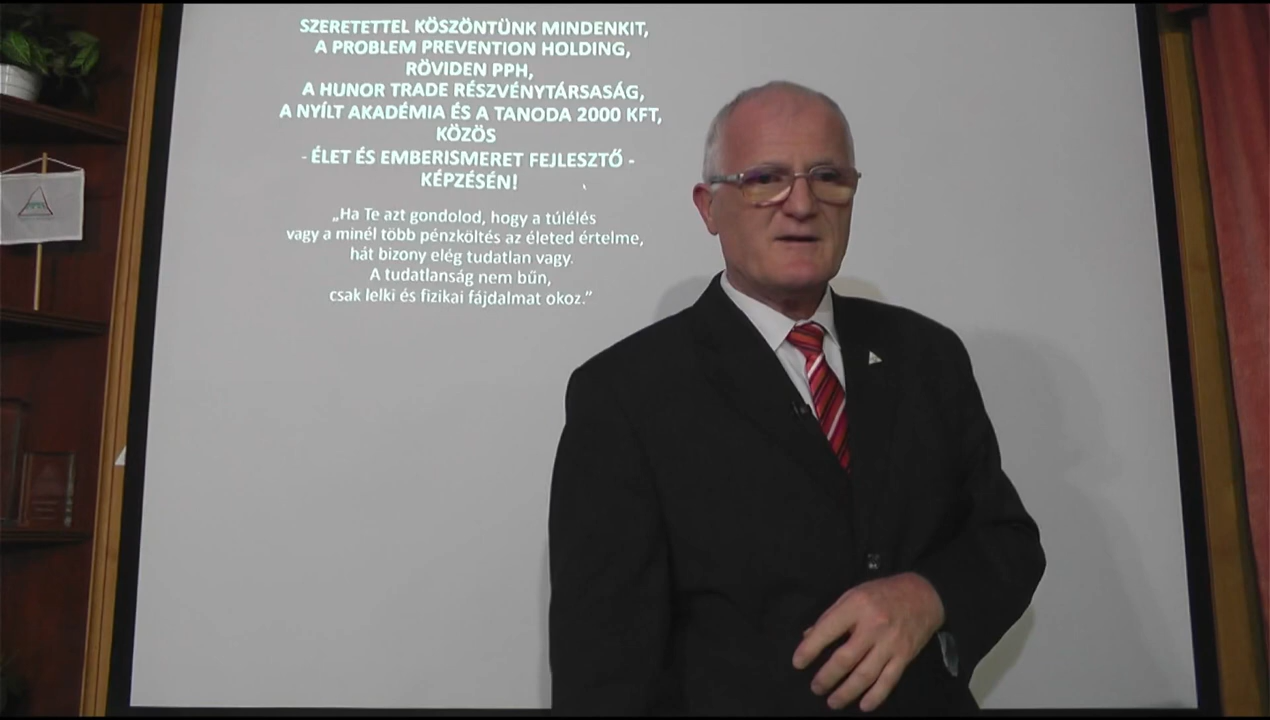 SZERETETTEL KÖSZÖNTÜNK MINDENKIT,
A PROBLEM PREVENTION HOLDING,
RÖVIDEN PPH,
A HUNOR TRADE RÉSZVÉNYTÁRSASÁG,
A NYÍLT AKADÉMIA ÉS A TANODA 2000 KFT,
KÖZÖS
- ÉLET ÉS EMBERISMERET FEJLESZTŐ -
KÉPZÉSÉN!
„Ha Te azt gondolod, hogy a túlélés
vagy a minél több pénzköltés az életed értelme,
hát bizony elég tudatlan vagy.
A tudatlanság nem bűn,
csak lelki és fizikai fájdalmat okoz.”